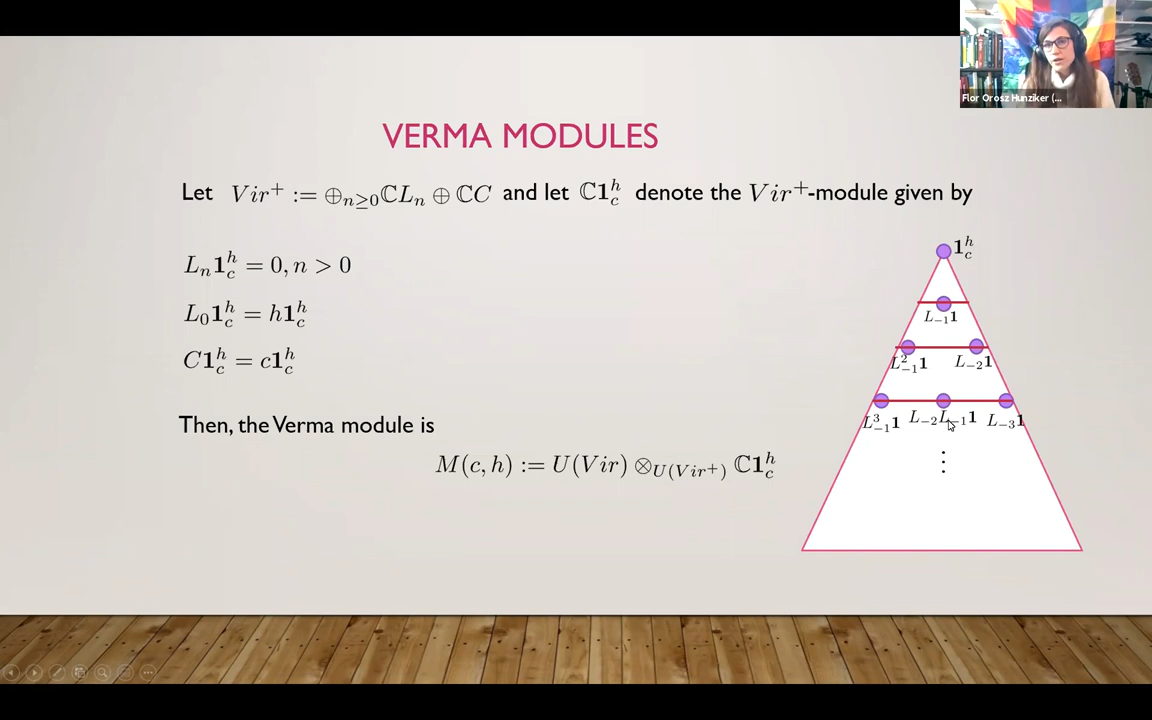 Flor Orosz Hunziker (...
VERMA MODULES
Let $Vir^+ := \oplus_{n \geq 0} \mathbb{C}L_n \oplus \mathbb{C}C$ and let $\mathbb{C}\mathbf{1}_c^h$ denote the $Vir^+$-module given by
$L_n \mathbf{1}_c^h = 0, n > 0$
$L_0 \mathbf{1}_c^h = h \mathbf{1}_c^h$
$C \mathbf{1}_c^h = c \mathbf{1}_c^h$
Then, the Verma module is
$M(c, h) := U(Vir) \otimes_{U(Vir^+)} \mathbb{C}\mathbf{1}_c^h$
$\mathbf{1}_c^h$
$L_{-1}\mathbf{1}$
$L_{-1}^2\mathbf{1}$ $L_{-2}\mathbf{1}$
$L_{-1}^3\mathbf{1}$ $L_{-2}L_{-1}\mathbf{1}$ $L_{-3}\mathbf{1}$
⋮